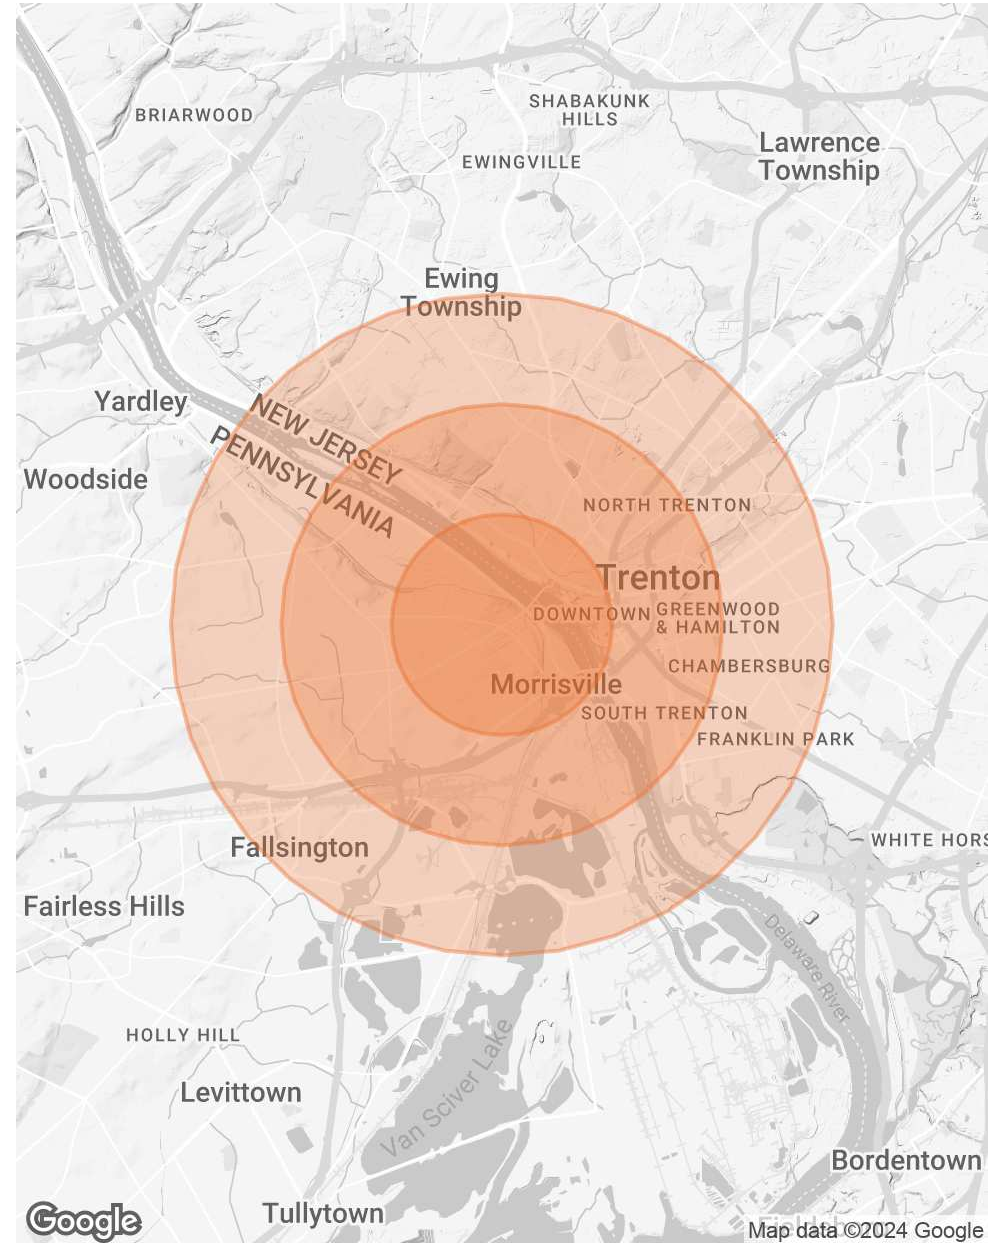 BRIARWOOD
SHABAKUNK
HILLS
EWINGVILLE
Lawrence
Township
Ewing
Township
Yardley
NEW JERSEY
PENNSYLVANIA
Woodside
NORTH TRENTON
Trenton
DOWNTOWN
GREENWOOD
& HAMILTON
CHAMBERSBURG
Morrisville
SOUTH TRENTON
FRANKLIN PARK
WHITE HORS
Fallsington
Fairless Hills
Delaware River
HOLLY HILL
Van Sciver Lake
Levittown
Bordentown
Tullytown
Google
Map data ©2024 Google